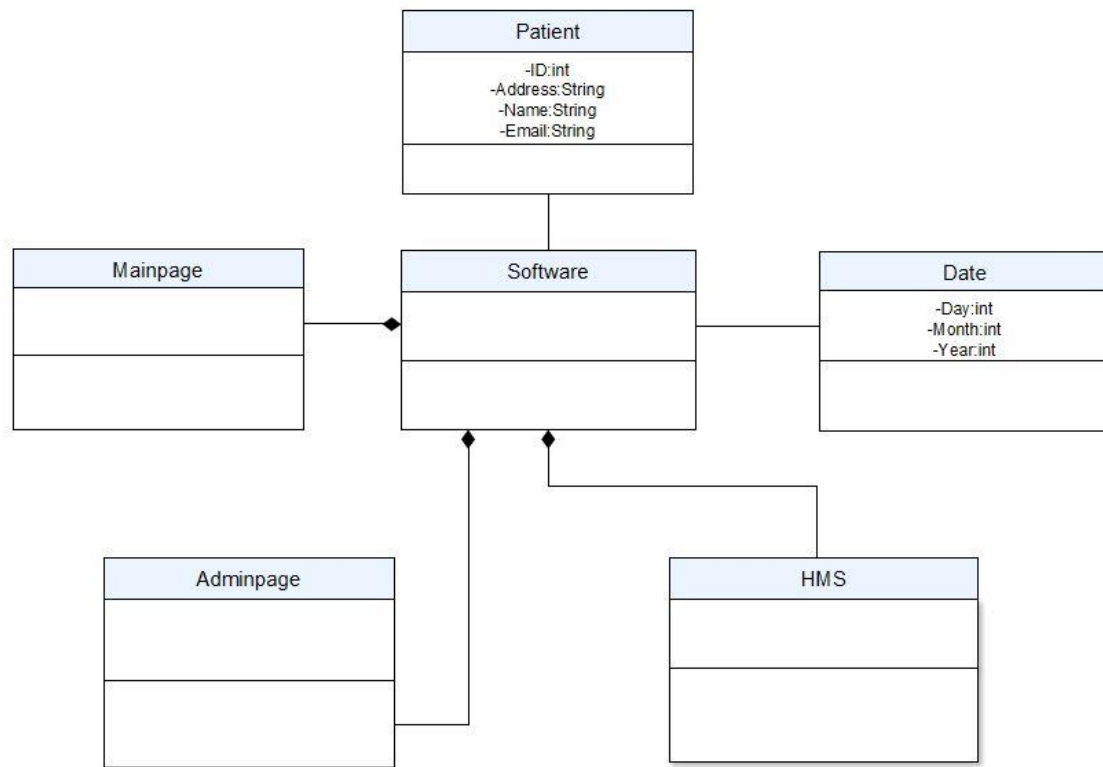 Patient
-ID:int
-Address:String
-Name:String
-Email:String
Mainpage
Software
Date
-Day:int
-Month:int
-Year:int
Adminpage
HMS